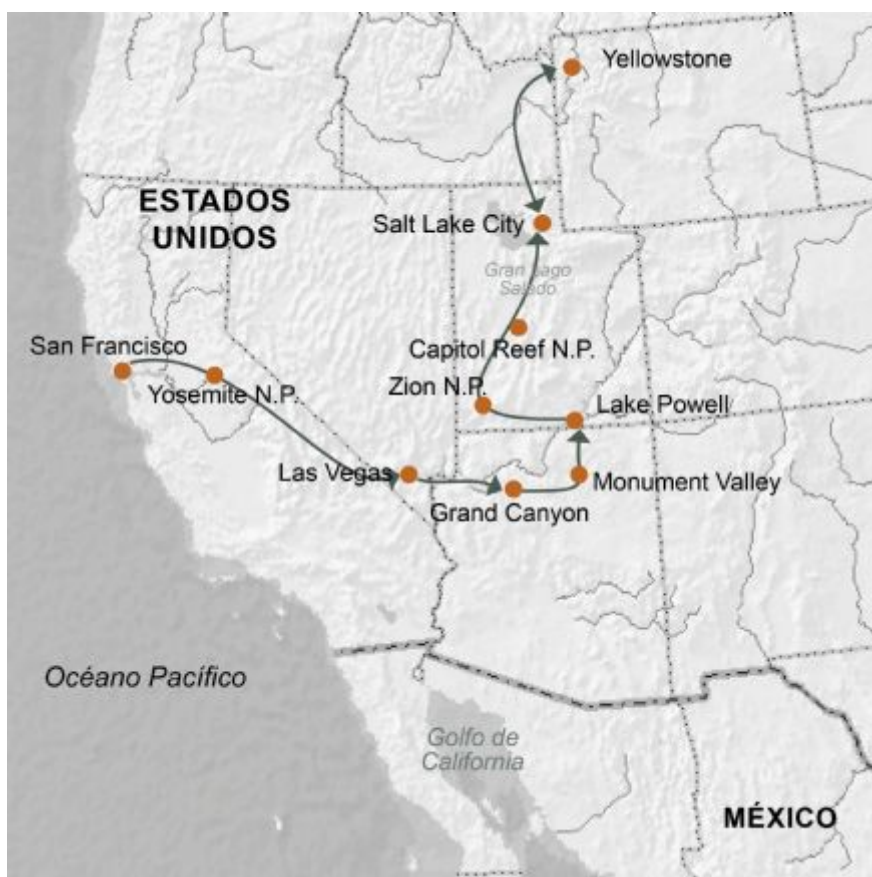 Yellowstone
ESTADOS
UNIDOS
Salt Lake City
Gran Lago
Salado
San Francisco
Yosemite N.P.
Capitol Reef N.P.
Zion N.P.
Lake Powell
Las Vegas
Monument Valley
Grand Canyon
Océano Pacífico
Golfo de
California
MÉXICO